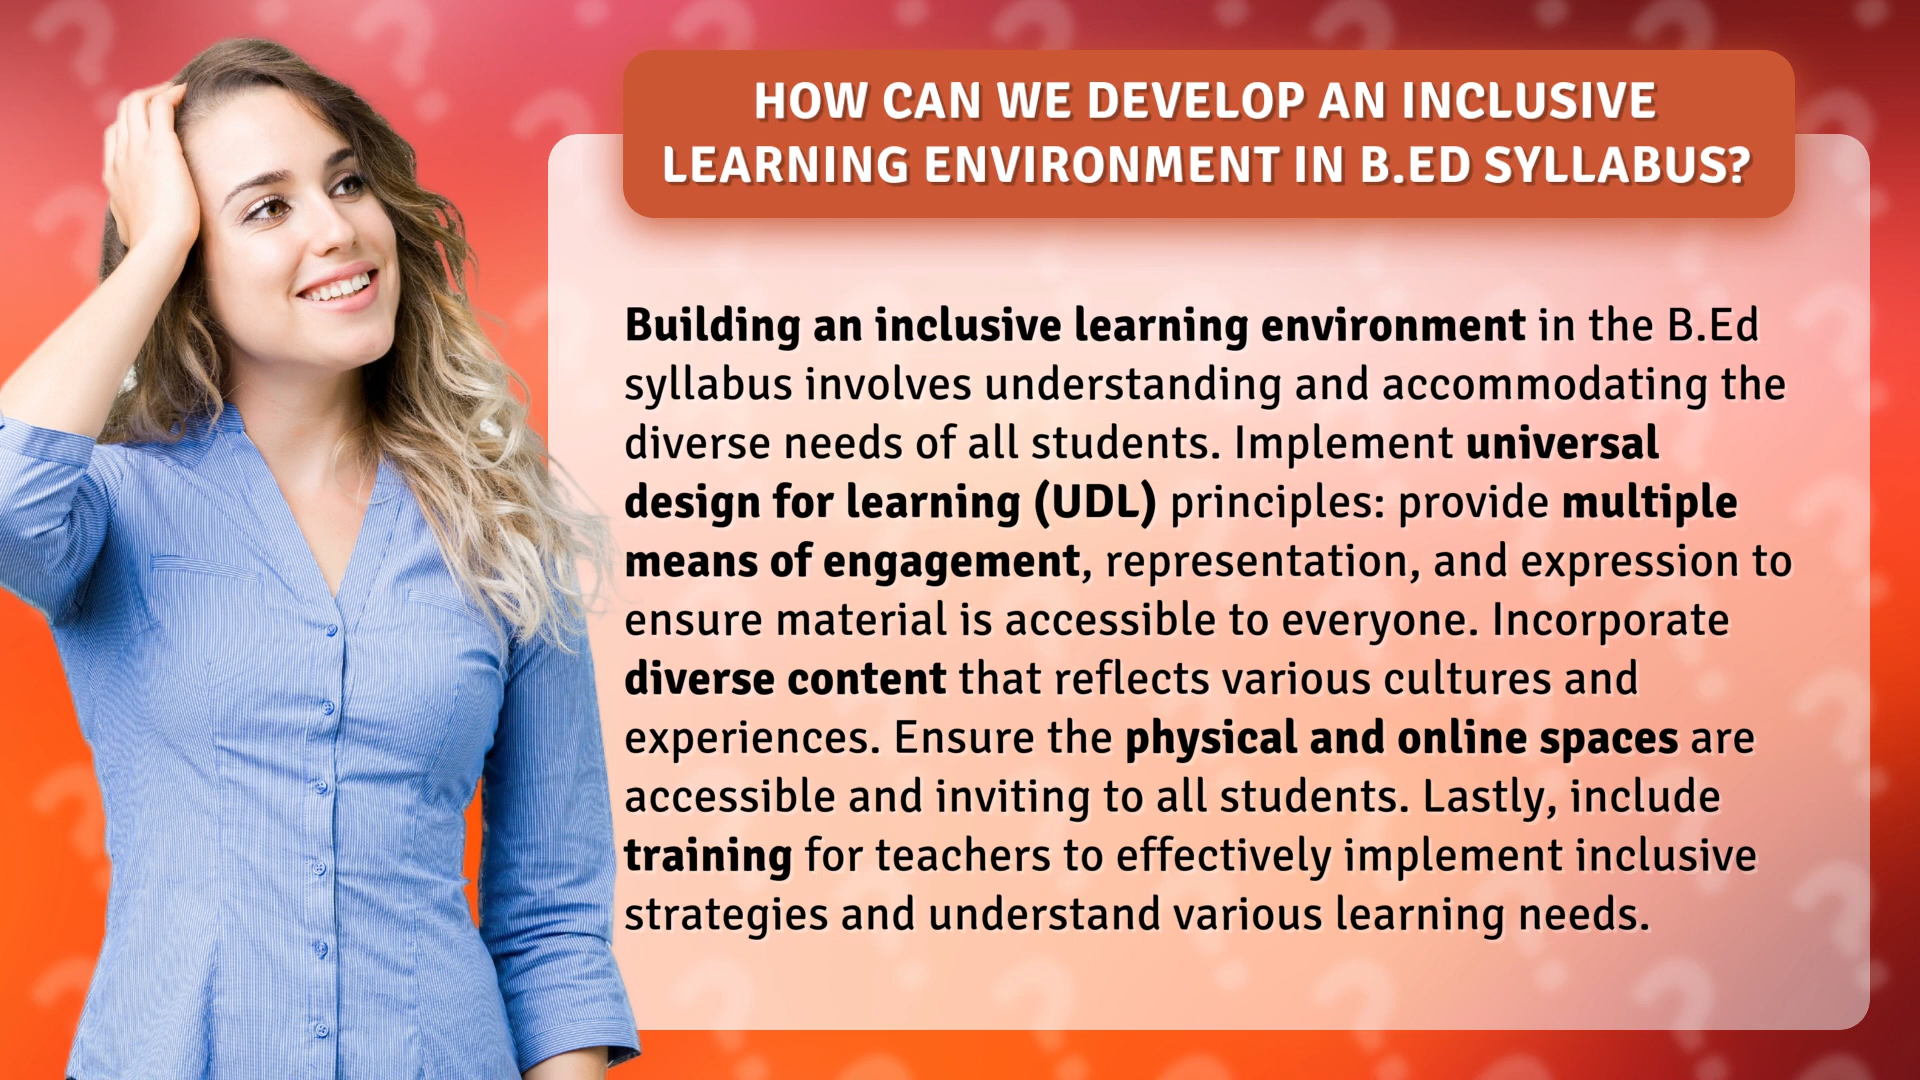 HOW CAN WE DEVELOP AN INCLUSIVE
LEARNING ENVIRONMENT IN B.ED SYLLABUS?
Building an inclusive learning environment in the B.Ed
syllabus involves understanding and accommodating the
diverse needs of all students. Implement universal
design for learning (UDL) principles: provide multiple
means of engagement, representation, and expression to
ensure material is accessible to everyone. Incorporate
diverse content that reflects various cultures and
experiences. Ensure the physical and online spaces are
accessible and inviting to all students. Lastly, include
training for teachers to effectively implement inclusive
strategies and understand various learning needs.